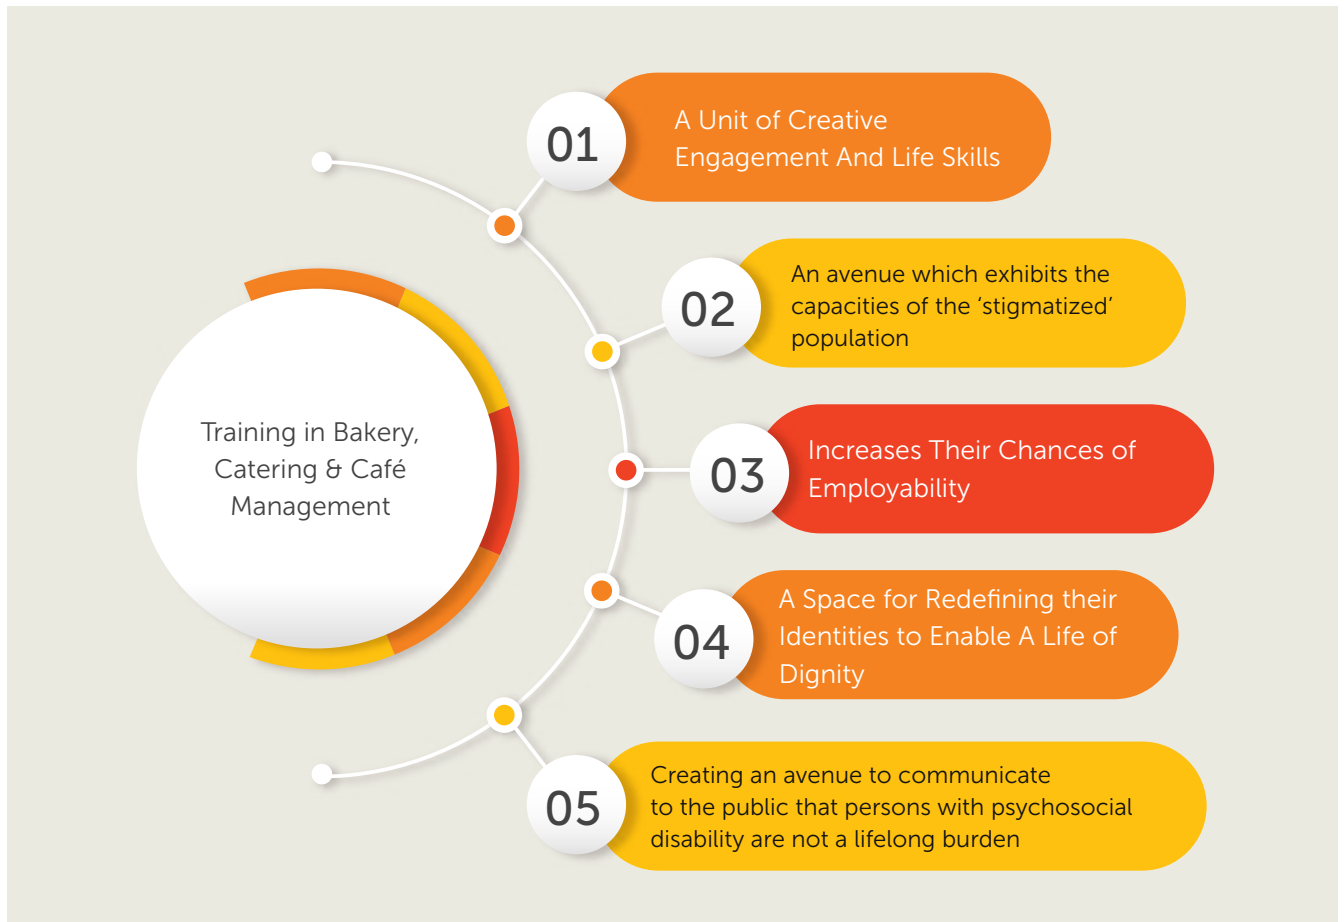 Training in Bakery,
Catering & Café
Management
01
A Unit of Creative
Engagement And Life Skills
02
An avenue which exhibits the
capacities of the ‘stigmatized’
population
03
Increases Their Chances of
Employability
04
A Space for Redefining their
Identities to Enable A Life of
Dignity
05
Creating an avenue to communicate
to the public that persons with psychosocial
disability are not a lifelong burden